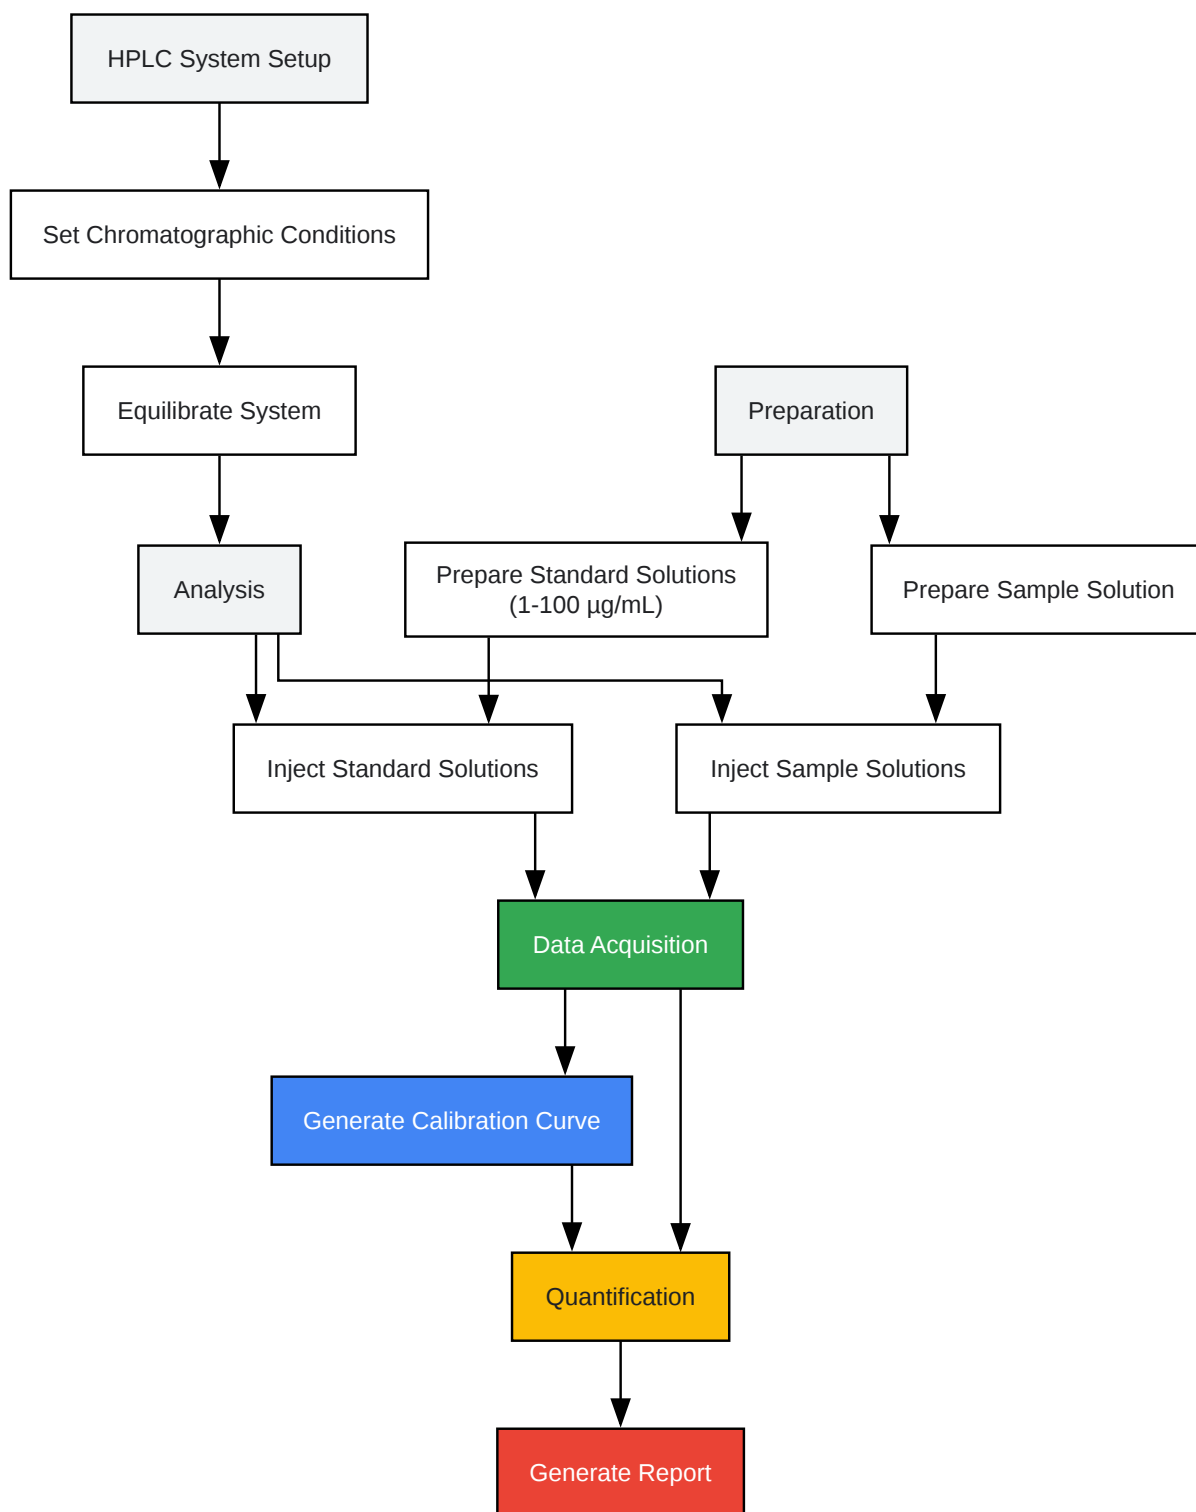 HPLC System Setup
Set Chromatographic Conditions
Equilibrate System
Preparation
Analysis
Prepare Standard Solutions
(1-100 µg/mL)
Prepare Sample Solution
Inject Standard Solutions
Inject Sample Solutions
Data Acquisition
Generate Calibration Curve
Quantification
Generate Report